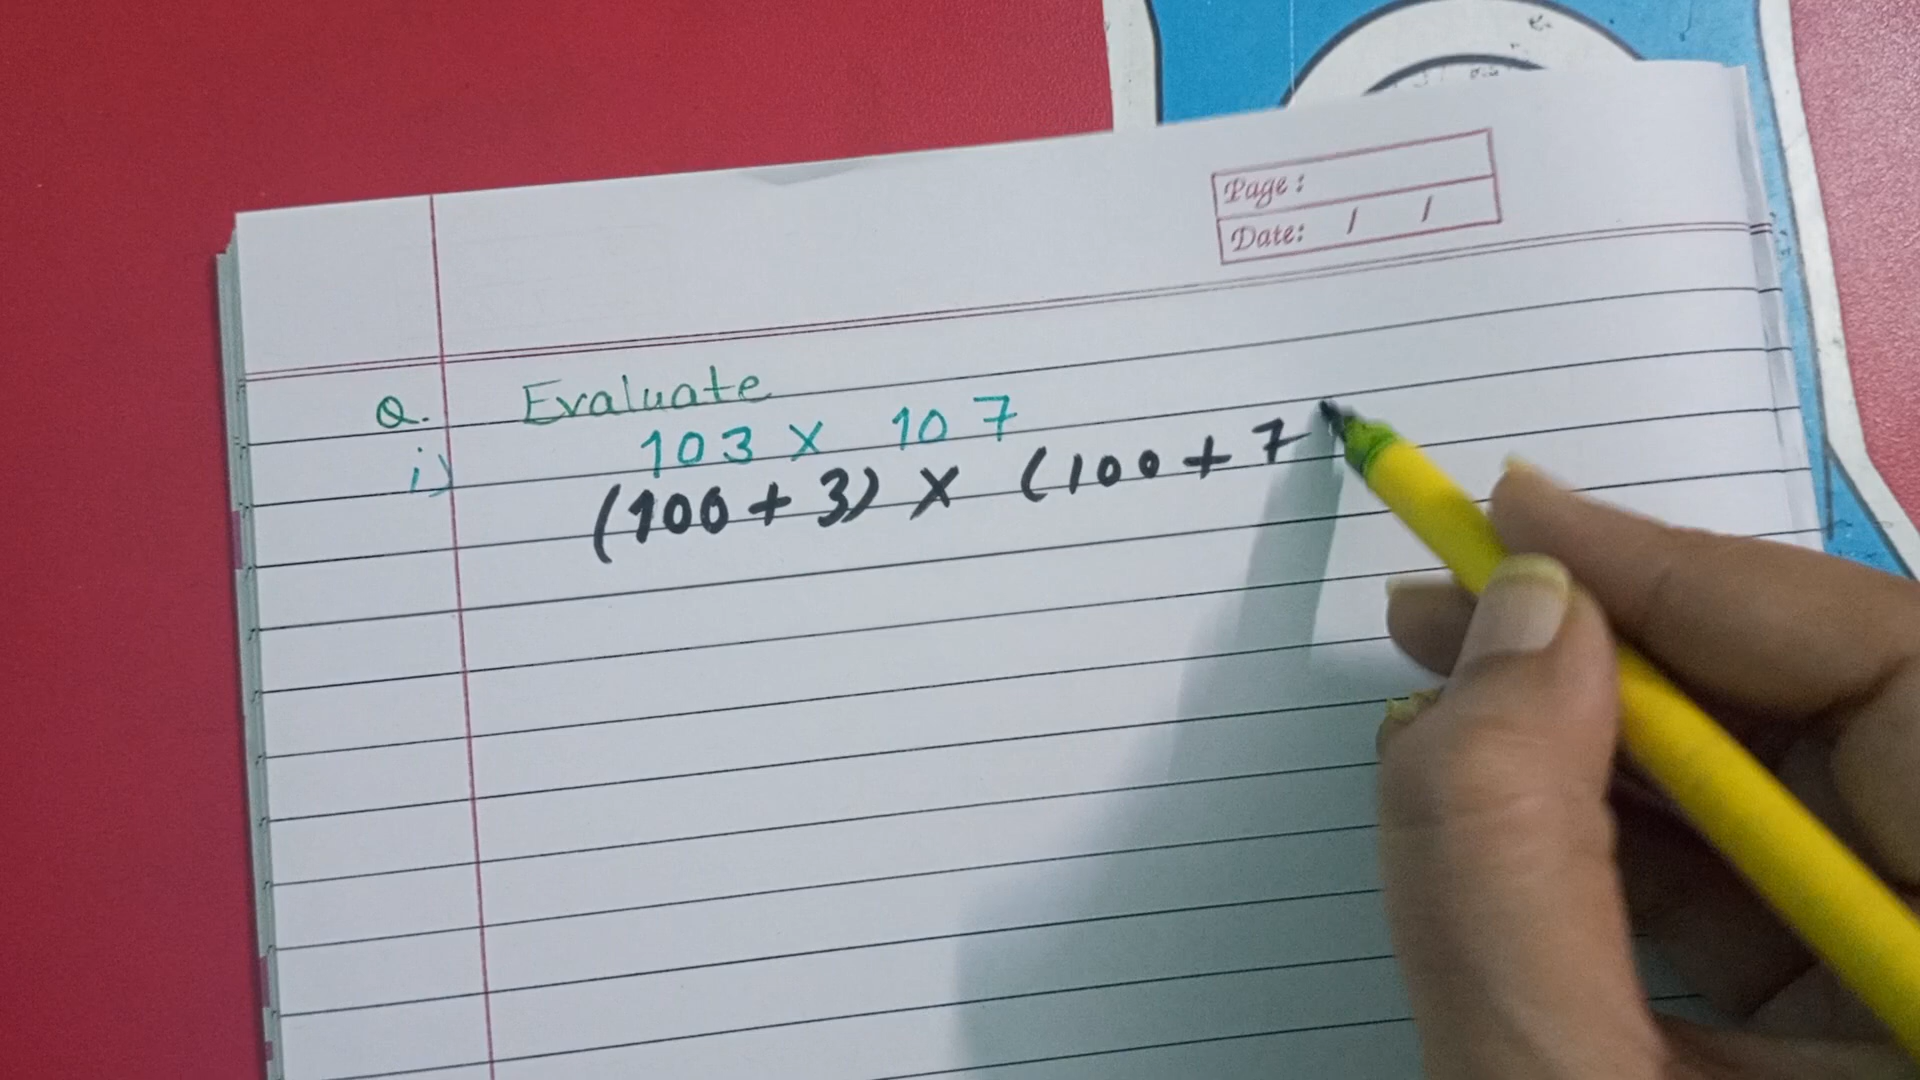 Page:
Date: / /
Q. Evaluate
i) 103 x 107
(100 + 3) x (100 + 7